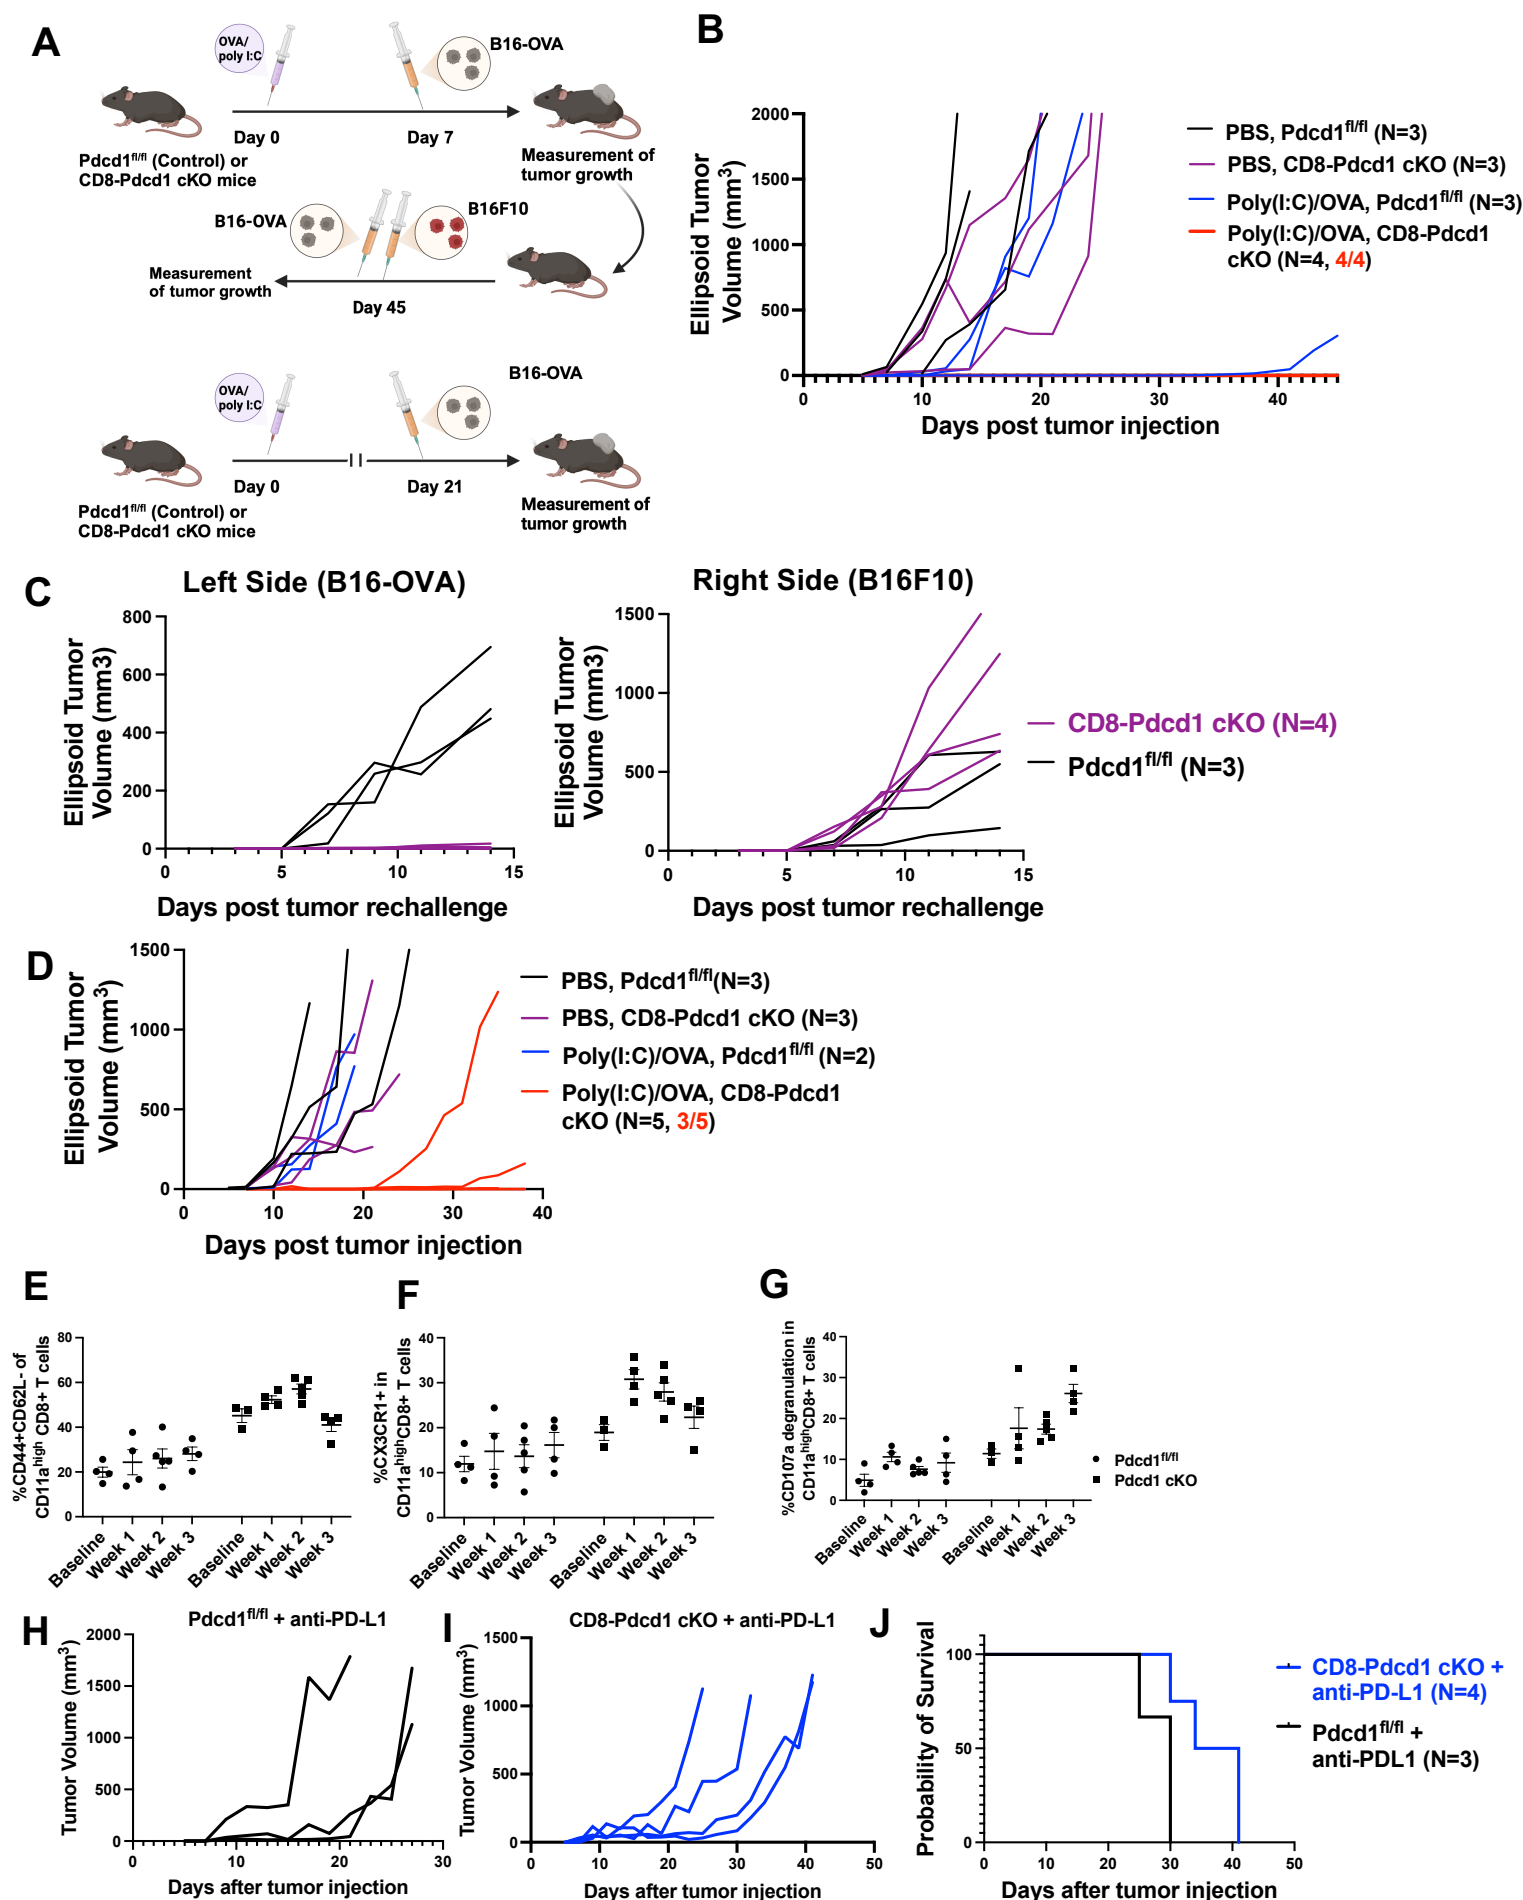 A
OVA/
poly I:C
B16-OVA
Day 0
Day 7
Pdcd1fl/fl (Control) or
CD8-Pdcd1 cKO mice
Measurement of
tumor growth
B16-OVA
B16F10
Measurement
of tumor growth
Day 45
OVA/
poly I:C
B16-OVA
Day 0
Day 21
Pdcd1fl/fl (Control) or
CD8-Pdcd1 cKO mice
Measurement of
tumor growth
B
Ellipsoid Tumor
Volume (mm3)
2000
1500
1000
500
0
0
10
20
30
40
Days post tumor injection
PBS, Pdcd1fl/fl (N=3)
PBS, CD8-Pdcd1 cKO (N=3)
Poly(I:C)/OVA, Pdcd1fl/fl (N=3)
Poly(I:C)/OVA, CD8-Pdcd1
cKO (N=4, 4/4)
C
Left Side (B16-OVA)
Ellipsoid Tumor
Volume (mm3)
800
600
400
200
0
0
5
10
15
Days post tumor rechallenge
Right Side (B16F10)
Ellipsoid Tumor
Volume (mm3)
1500
1000
500
0
0
5
10
15
Days post tumor rechallenge
CD8-Pdcd1 cKO (N=4)
Pdcd1fl/fl (N=3)
D
Ellipsoid Tumor
Volume (mm3)
1500
1000
500
0
0
10
20
30
40
Days post tumor injection
PBS, Pdcd1fl/fl(N=3)
PBS, CD8-Pdcd1 cKO (N=3)
Poly(I:C)/OVA, Pdcd1fl/fl (N=2)
Poly(I:C)/OVA, CD8-Pdcd1
cKO (N=5, 3/5)
E
%CD44+CD62L- of
CD11ahigh CD8+ T cells
80
60
40
20
0
Baseline
Week 1
Week 2
Week 3
Baseline
Week 1
Week 2
Week 3
F
%CX3CR1+ in
CD11ahighCD8+ T cells
40
30
20
10
0
Baseline
Week 1
Week 2
Week 3
Baseline
Week 1
Week 2
Week 3
G
%CD107a degranulation in
CD11ahighCD8+ T cells
40
30
20
10
0
Baseline
Week 1
Week 2
Week 3
Baseline
Week 1
Week 2
Week 3
Pdcd1fl/fl
Pdcd1 cKO
H
Pdcd1fl/fl + anti-PD-L1
Tumor Volume (mm3)
2000
1500
1000
500
0
0
10
20
30
Days after tumor injection
I
CD8-Pdcd1 cKO + anti-PD-L1
Tumor Volume (mm3)
1500
1000
500
0
0
10
20
30
40
50
Days after tumor injection
J
Probability of Survival
100
50
0
0
10
20
30
40
50
Days after tumor injection
CD8-Pdcd1 cKO +
anti-PD-L1 (N=4)
Pdcd1fl/fl +
anti-PDL1 (N=3)